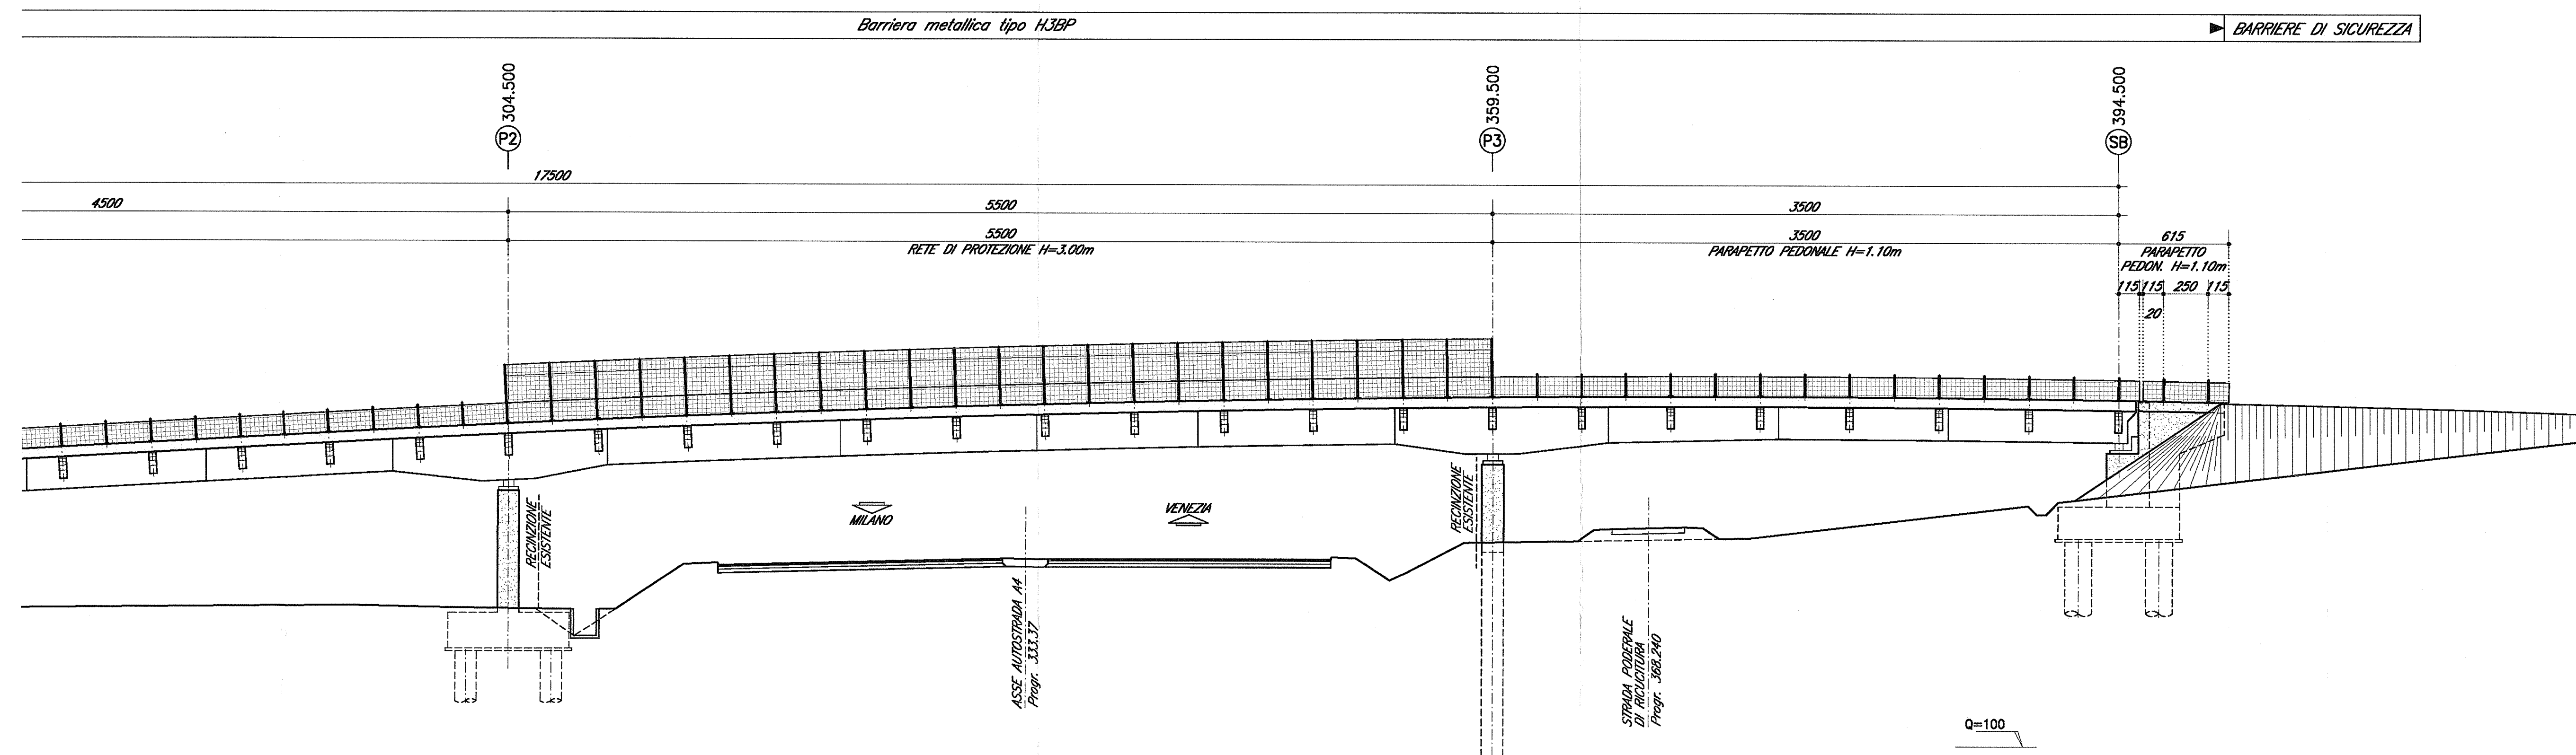 Barriera metallica tipo H3BP
BARRIERE DI SICUREZZA
P2 304.500
P3 359.500
SB 394.500
17500
4500
5500
3500
5500
RETE DI PROTEZIONE H=3.00m
3500
PARAPETTO PEDONALE H=1.10m
615
PARAPETTO
PEDON. H=1.10m
115
115
250
115
20
RECINZIONE
ESISTENTE
MILANO
VENEZIA
RECINZIONE
ESISTENTE
ASSE AUTOSTRADA A4
Progr. 333.37
STRADA PODERALE
DI RICUCITURA
Progr. 368.240
Q=100